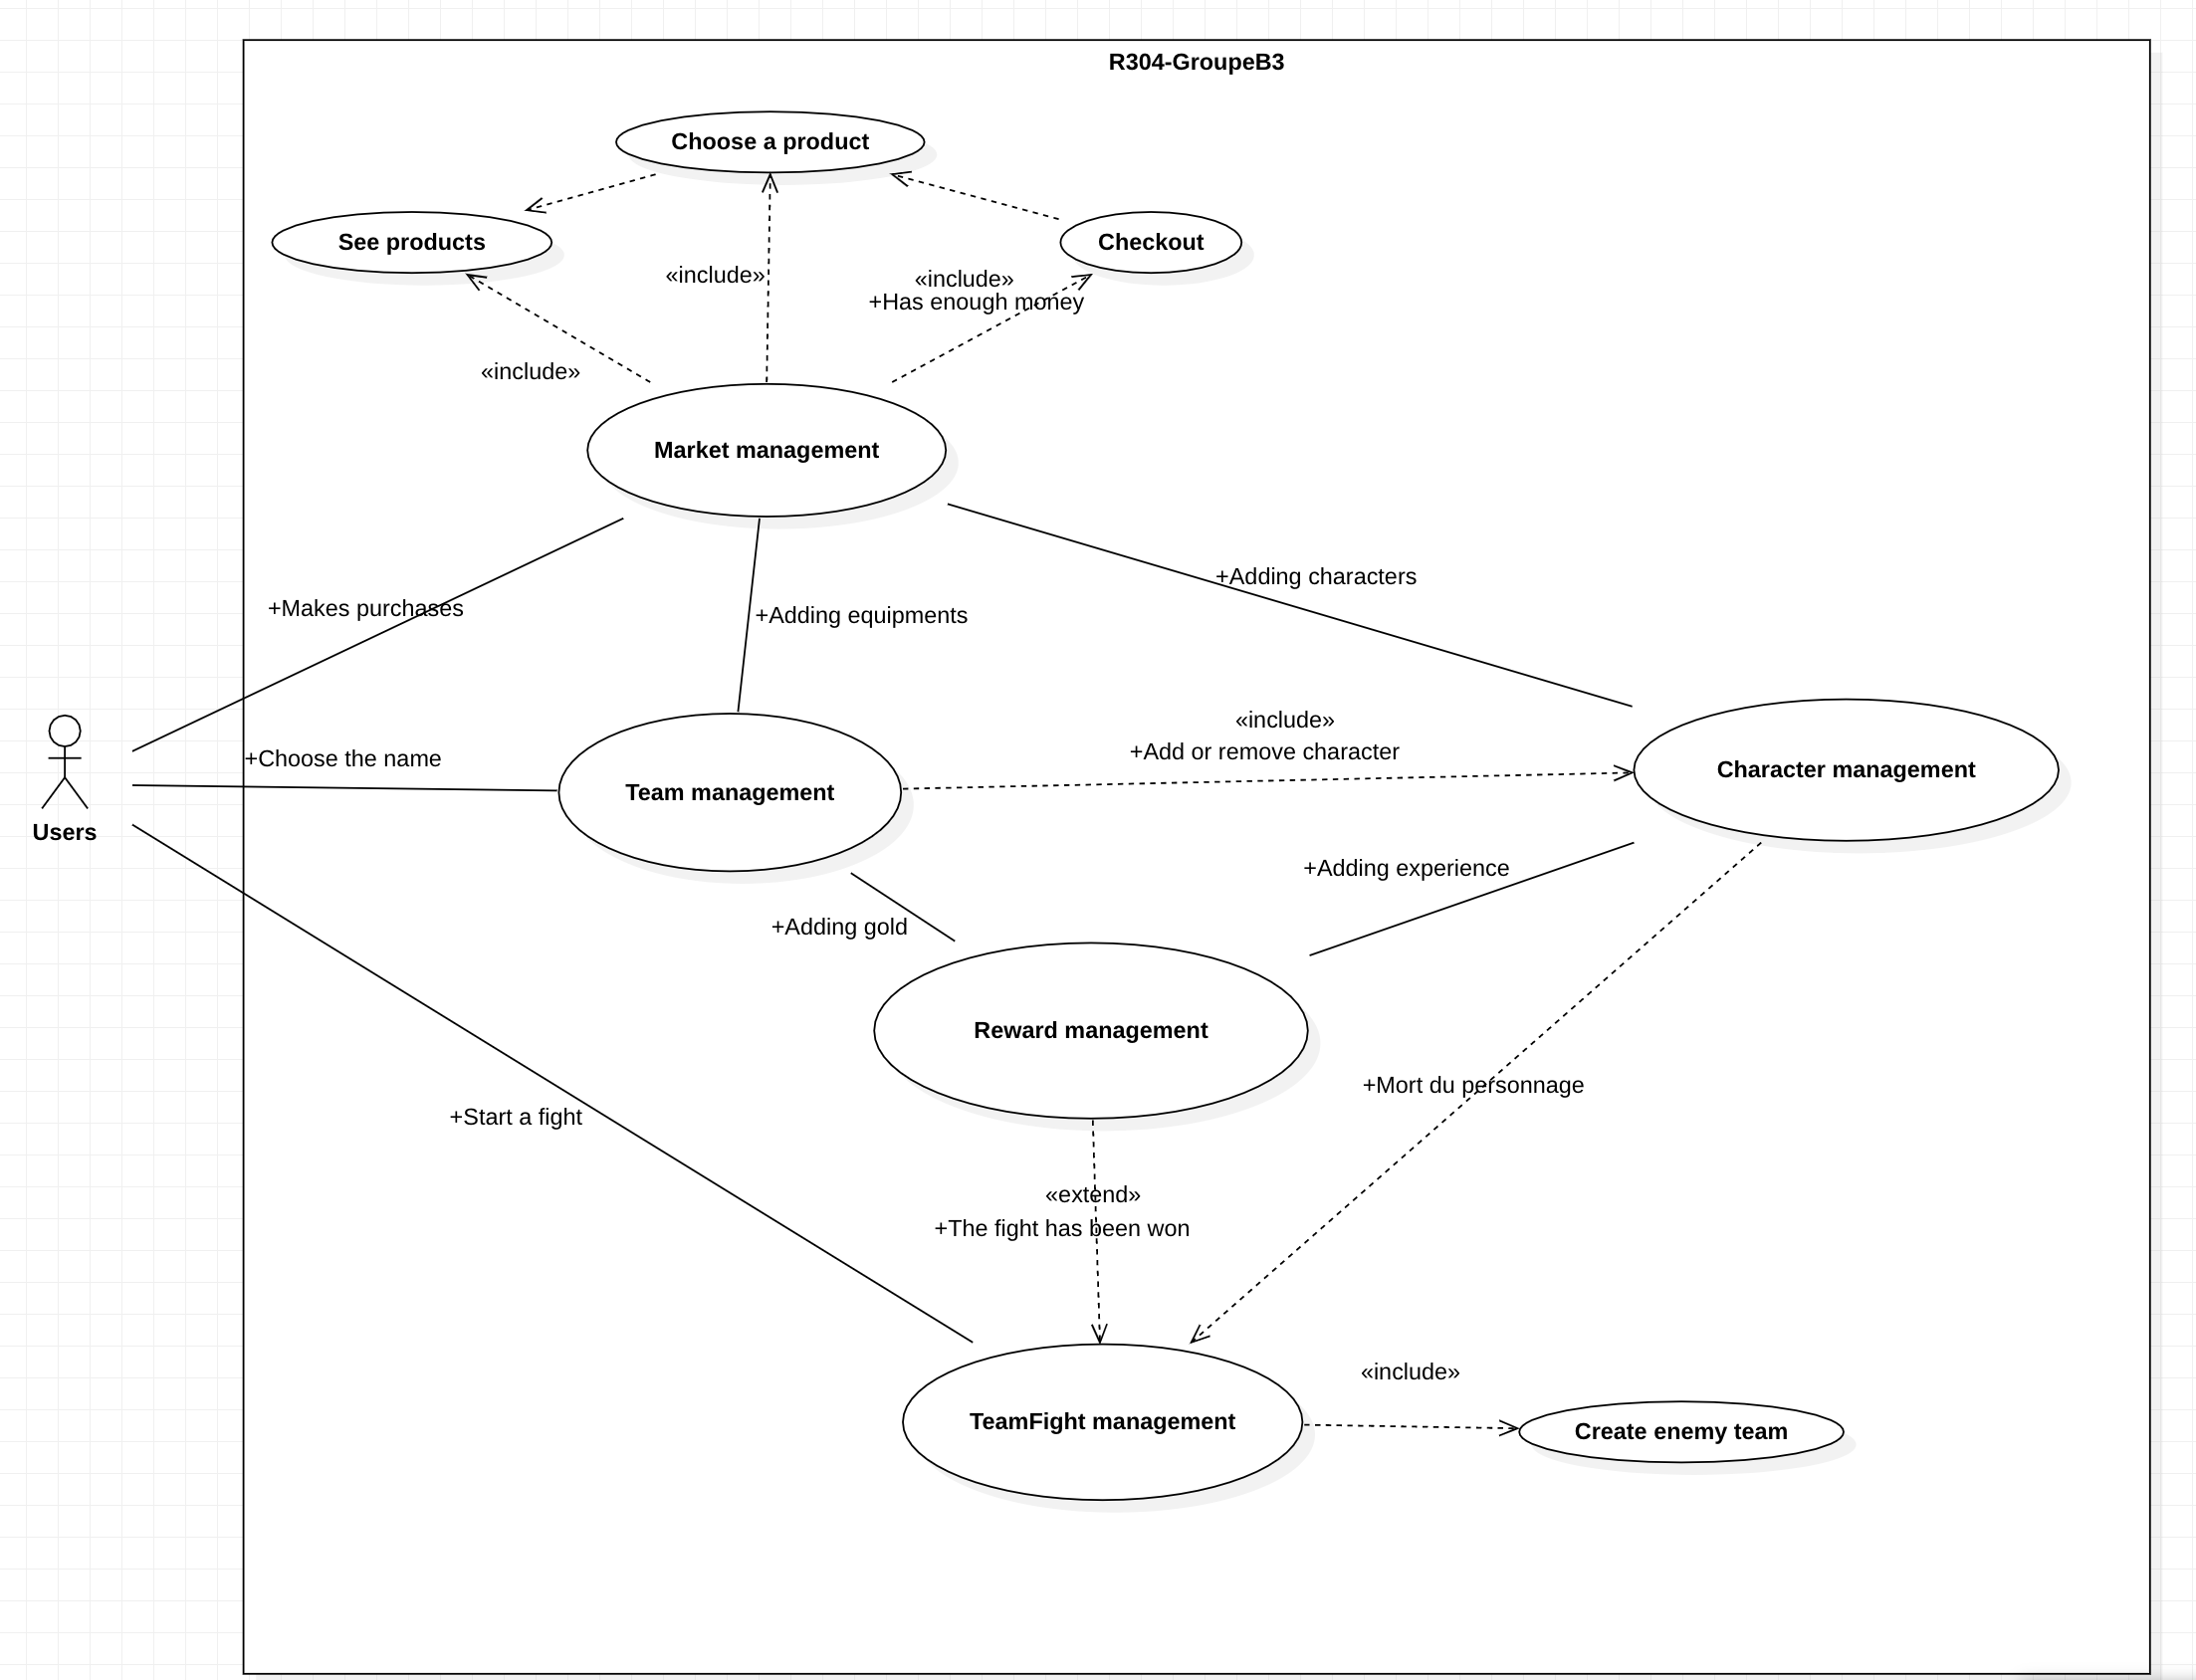 R304-GroupeB3
Choose a product
See products
Checkout
«include»
«include»
+Has enough money
«include»
Market management
+Adding characters
+Makes purchases
+Adding equipments
«include»
+Add or remove character
+Choose the name
Character management
Team management
Users
+Adding experience
+Adding gold
Reward management
+Mort du personnage
+Start a fight
«extend»
+The fight has been won
«include»
TeamFight management
Create enemy team